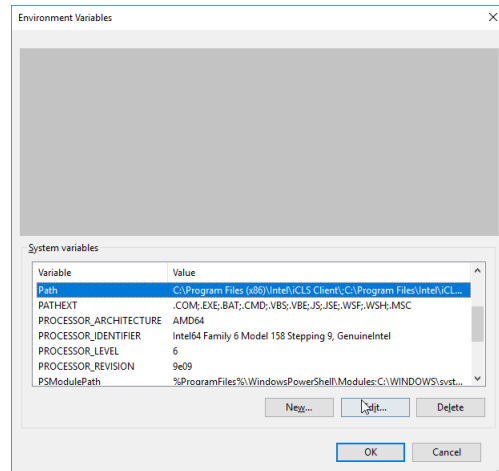 Environment Variables
System variables
Variable Value
Path C:\Program Files (x86)\Intel\iCLS Client\;C:\Program Files\Intel\iCL...
PATHEXT .COM;.EXE;.BAT;.CMD;.VBS;.VBE;.JS;.JSE;.WSF;.WSH;.MSC
PROCESSOR_ARCHITECTURE AMD64
PROCESSOR_IDENTIFIER Intel64 Family 6 Model 158 Stepping 9, GenuineIntel
PROCESSOR_LEVEL 6
PROCESSOR_REVISION 9e09
PSModulePath %ProgramFiles%\WindowsPowerShell\Modules;C:\WINDOWS\syst...
New... Edit... Delete
OK Cancel